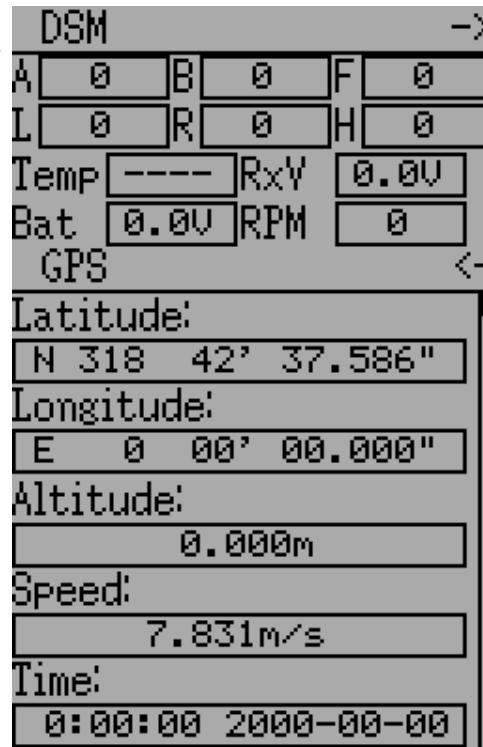 DSM ->
A 0 B 0 F 0
L 0 R 0 H 0
Temp ---- RxV 0.0V
Bat 0.0V RPM 0
GPS <-
Latitude:
N 318 42' 37.586"
Longitude:
E 0 00' 00.000"
Altitude:
0.000m
Speed:
7.831m/s
Time:
0:00:00 2000-00-00